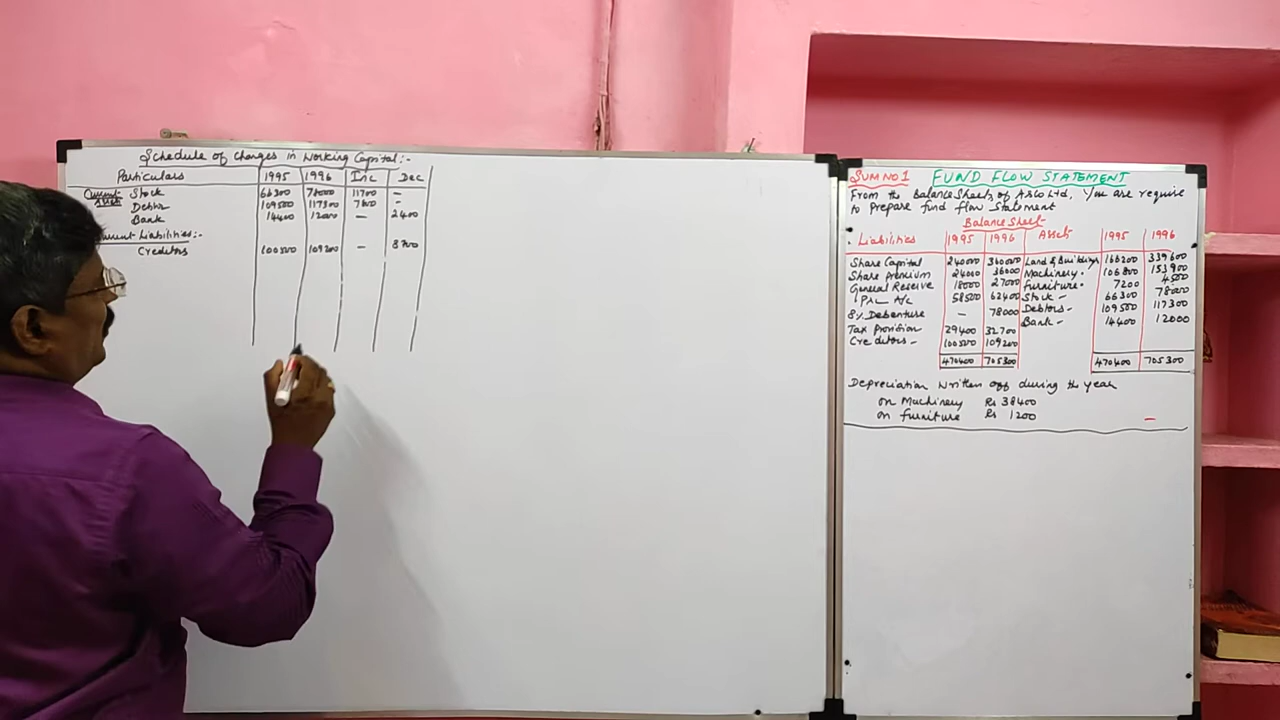 Schedule of Changes in Working Capital:-
Particulars 1995 1996 Inc Dec
Current Stock 66300 78000 11700 -
Debtors 109500 117300 7800 -
Bank 14400 12000 - 2400
Current Liabilities:-
Creditors 100500 109200 - 8700
SUM NO 1 FUND FLOW STATEMENT
From the Balance Sheets of Ltd, You are require
to prepare fund flow Statement
Balance Sheet
Liabilities 1995 1996 Assets 1995 1996
Share Capital 240000 360000 Land & Buildings 166200 339600
Share premium 24000 36000 Machinery 106800 153900
General Reserve 18000 27000 Furniture 7200 4500
P/L A/c 58500 62400 Stock - 66300 78000
8% Debenture - 78000 Debtors - 109500 117300
Tax Provision 29400 32700 Bank - 14400 12000
Creditors - 100500 109200
470400 705300 470400 705300
Depreciation written off during the year
on Machinery Rs 38400
on furniture Rs 1200